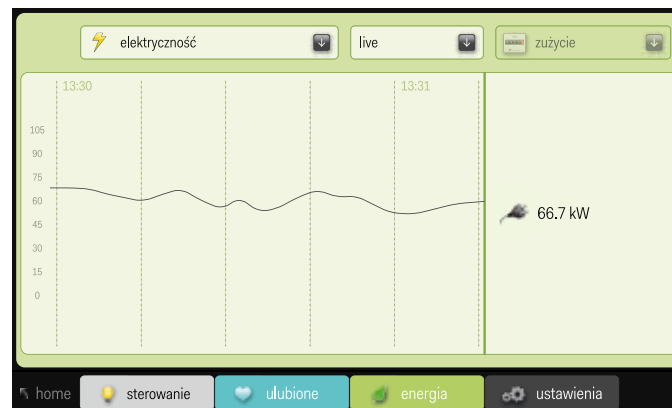 elektryczność
live
zużycie
13:30
13:31
105
90
75
60
45
30
15
0
66.7 kW
home
sterowanie
ulubione
energia
ustawienia